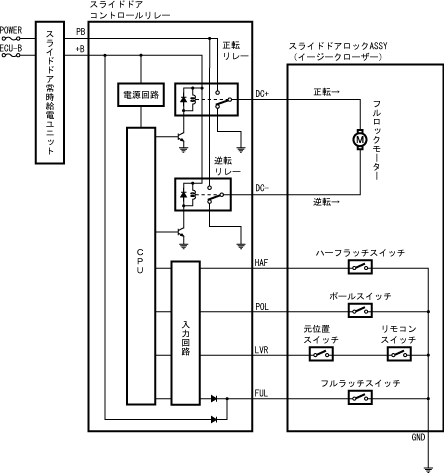 スライドドア
コントロールリレー
POWER
ECU-B
スライドドア常時給電ユニット
PB
+B
正転
リレー
電源回路
DC+
逆転
リレー
DC-
CPU
入力回路
HAF
POL
LVR
FUL
スライドドアロックASSY
(イージークローザー)
正転→
フルロックモーター
M
逆転→
ハーフラッチスイッチ
ポールスイッチ
元位置
スイッチ
リモコン
スイッチ
フルラッチスイッチ
GND